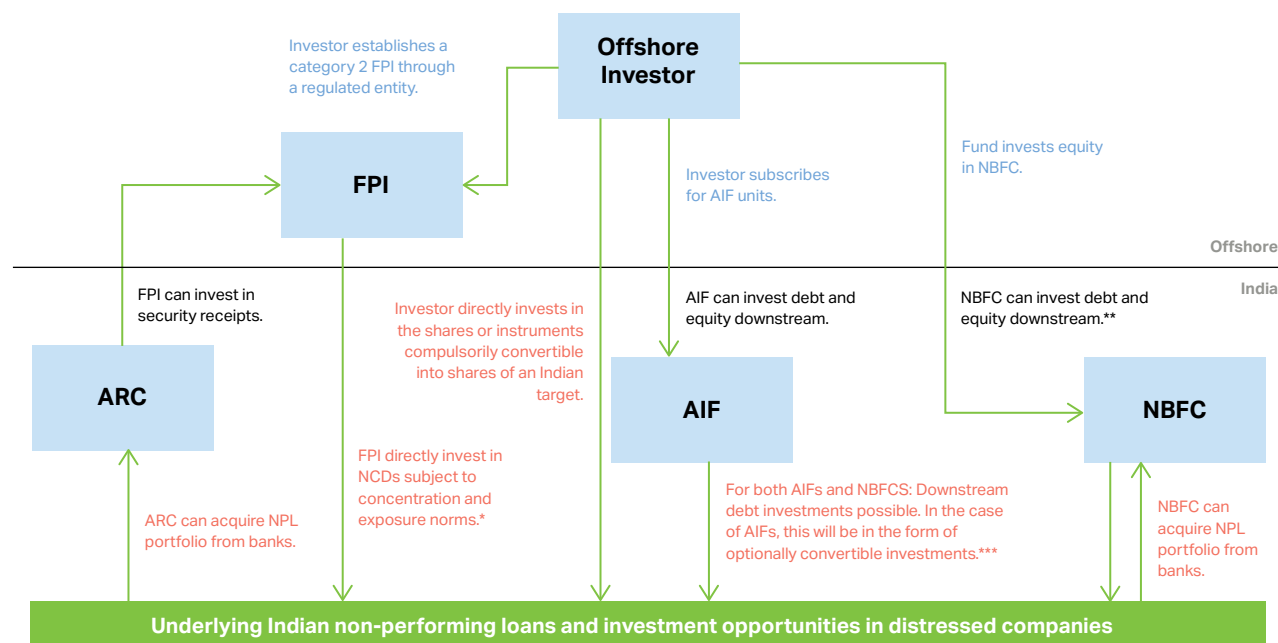 Investor establishes a
category 2 FPI through
a regulated entity.
Offshore
Investor
FPI
Investor subscribes
for AIF units.
Fund invests equity
in NBFC.
Offshore
India
FPI can invest in
security receipts.
Investor directly invests in
the shares or instruments
compulsorily convertible
into shares of an Indian
target.
AIF can invest debt and
equity downstream.
NBFC can invest debt and
equity downstream.**
ARC
AIF
NBFC
ARC can acquire NPL
portfolio from banks.
FPI directly invest in
NCDs subject to
concentration and
exposure norms.*
For both AIFs and NBFCS: Downstream
debt investments possible. In the case
of AIFs, this will be in the form of
optionally convertible investments.***
NBFC can
acquire NPL
portfolio from
banks.
Underlying Indian non-performing loans and investment opportunities in distressed companies